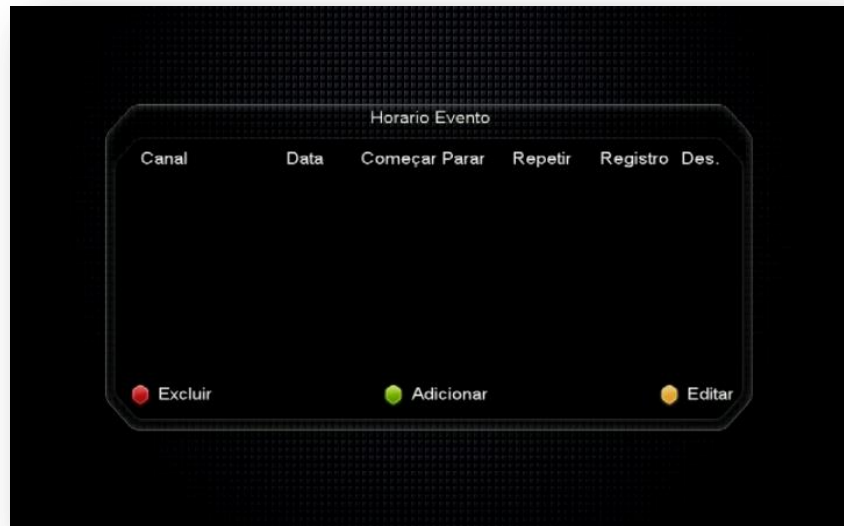 Horario Evento
Canal Data Começar Parar Repetir Registro Des.
Excluir Adicionar Editar